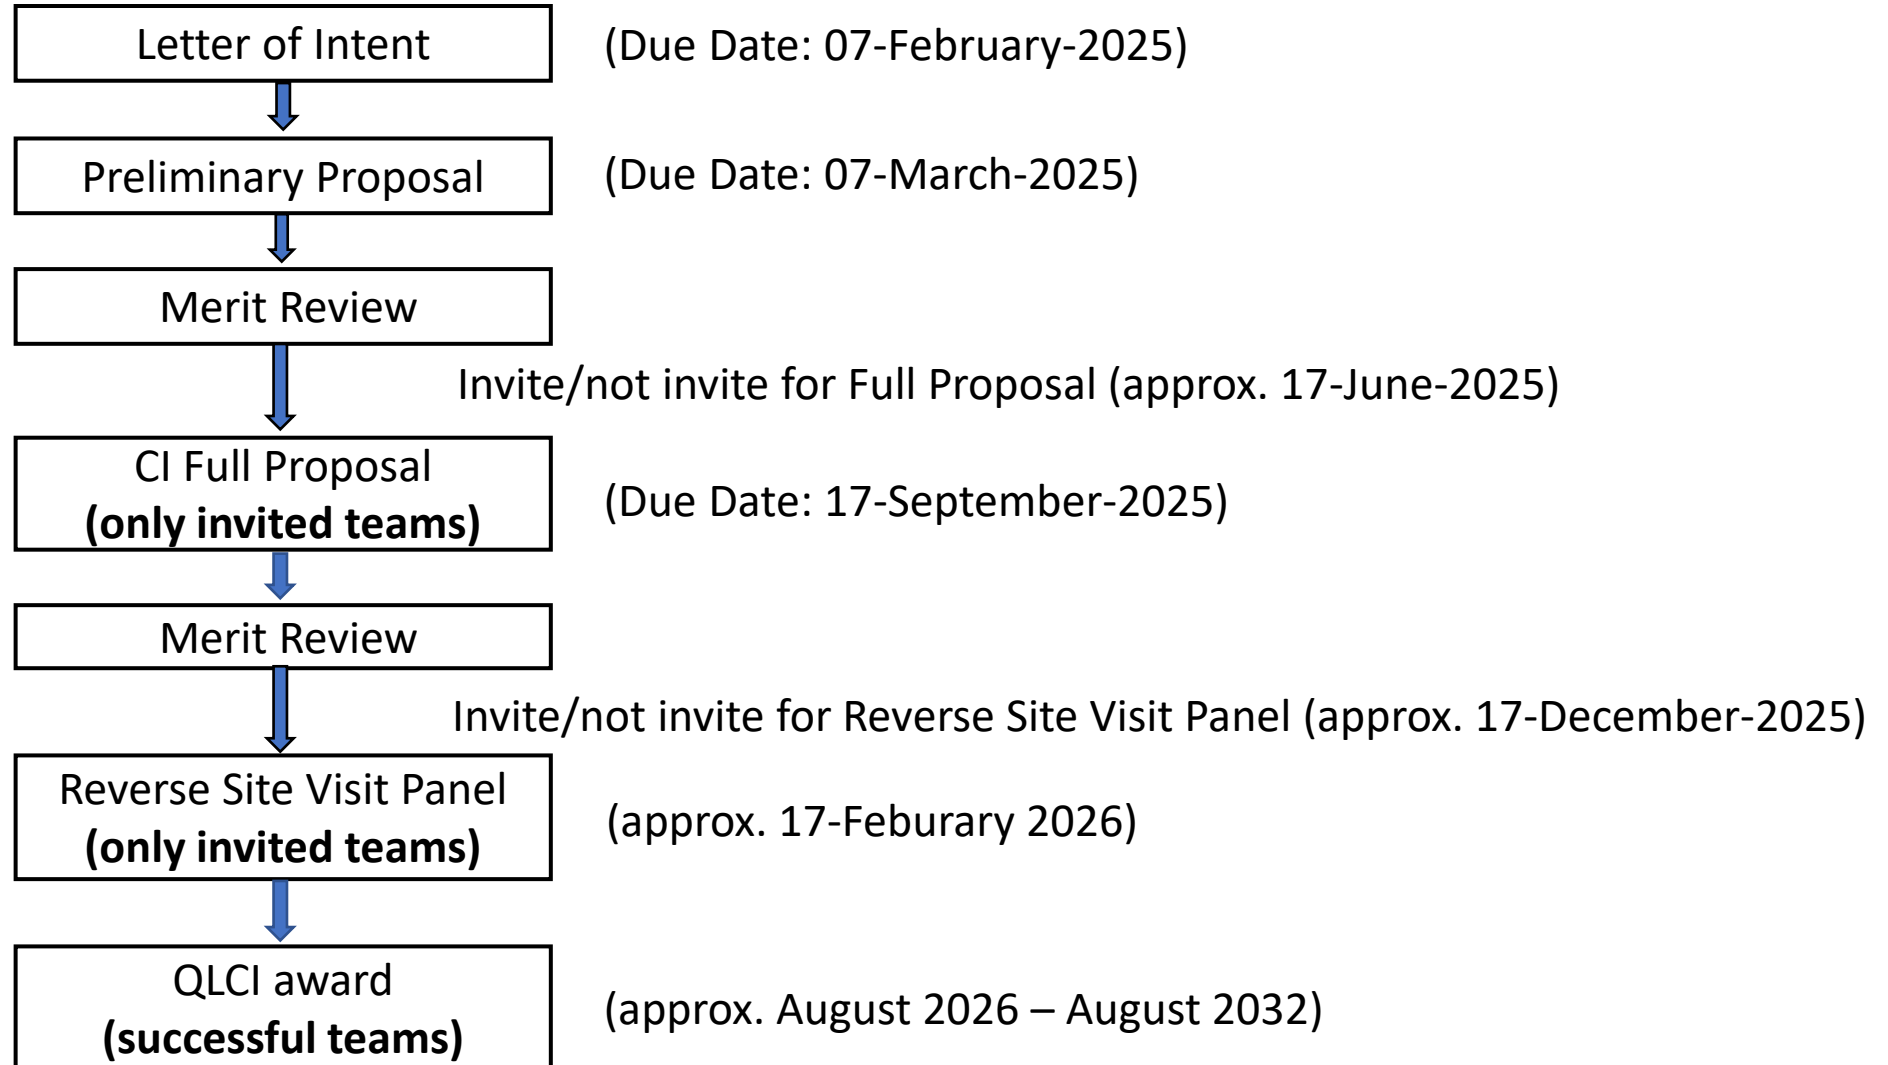 Letter of Intent
(Due Date: 07-February-2025)
Preliminary Proposal
(Due Date: 07-March-2025)
Merit Review
Invite/not invite for Full Proposal (approx. 17-June-2025)
CI Full Proposal
(only invited teams)
(Due Date: 17-September-2025)
Merit Review
Invite/not invite for Reverse Site Visit Panel (approx. 17-December-2025)
Reverse Site Visit Panel
(only invited teams)
(approx. 17-Feburary 2026)
QLCI award
(successful teams)
(approx. August 2026 – August 2032)